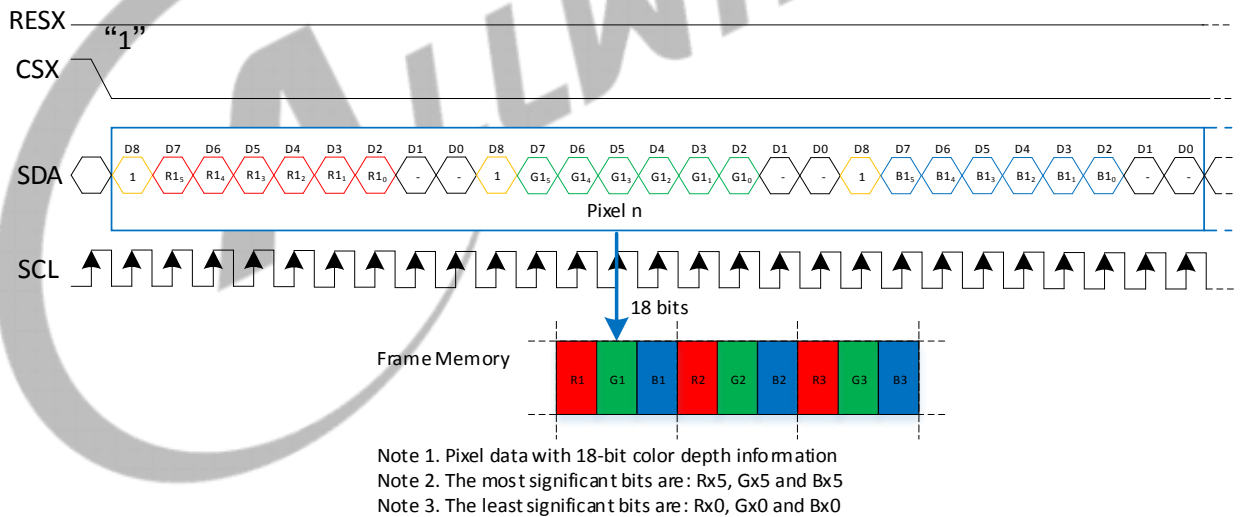 RESX
“1”
CSX
D8 D7 D6 D5 D4 D3 D2 D1 D0 D8 D7 D6 D5 D4 D3 D2 D1 D0 D8 D7 D6 D5 D4 D3 D2 D1 D0
SDA 1 R1₅ R1₄ R1₃ R1₂ R1₁ R1₀ - - 1 G1₅ G1₄ G1₃ G1₂ G1₁ G1₀ - - 1 B1₅ B1₄ B1₃ B1₂ B1₁ B1₀ - -
Pixel n
SCL
18 bits
Frame Memory
R1 G1 B1 R2 G2 B2 R3 G3 B3
Note 1. Pixel data with 18-bit color depth information
Note 2. The most significant bits are: Rx5, Gx5 and Bx5
Note 3. The least significant bits are: Rx0, Gx0 and Bx0